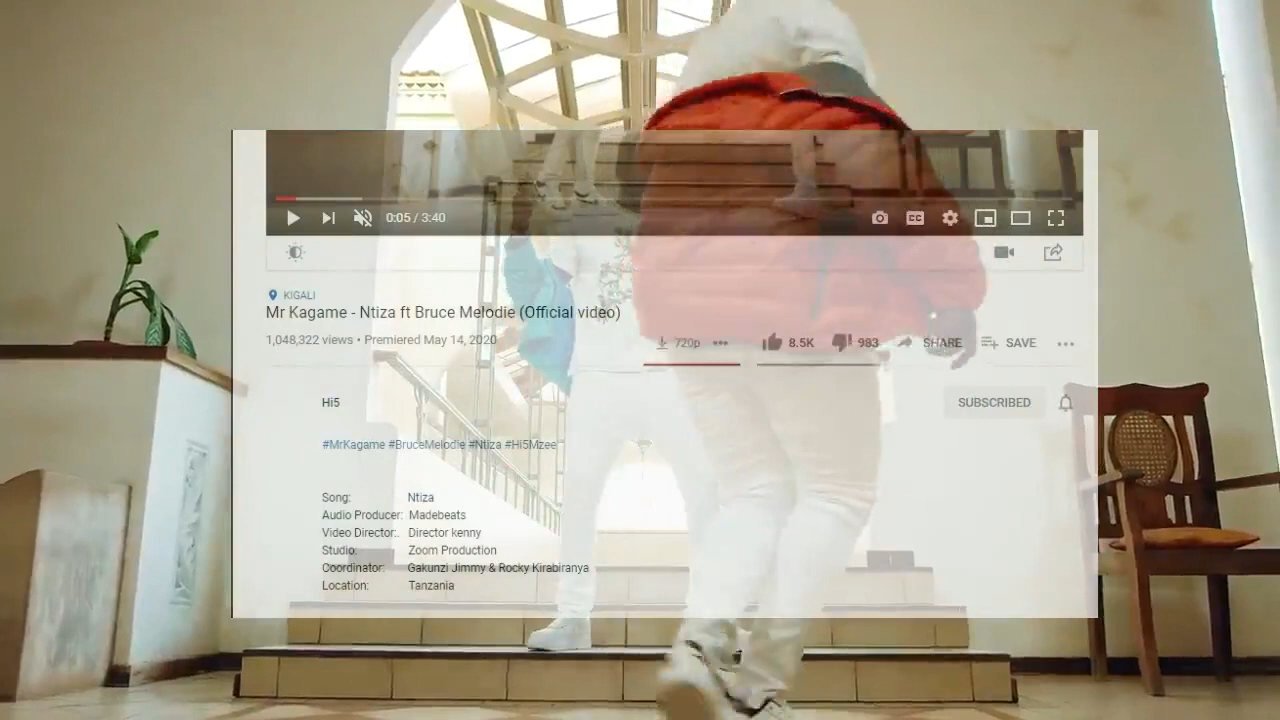 0:05 / 3:40
CC
KIGALI
Mr Kagame - Ntiza ft Bruce Melodie (Official video)
1,048,322 views • Premiered May 14, 2020
720p ••• 8.5K 983 SHARE SAVE •••
Hi5 SUBSCRIBED
#MrKagame #BruceMelodie #Ntiza #Hi5Mzee
Song: Ntiza
Audio Producer: Madebeats
Video Director:. Director kenny
Studio: Zoom Production
Coordinator: Gakunzi Jimmy & Rocky Kirabiranya
Location: Tanzania